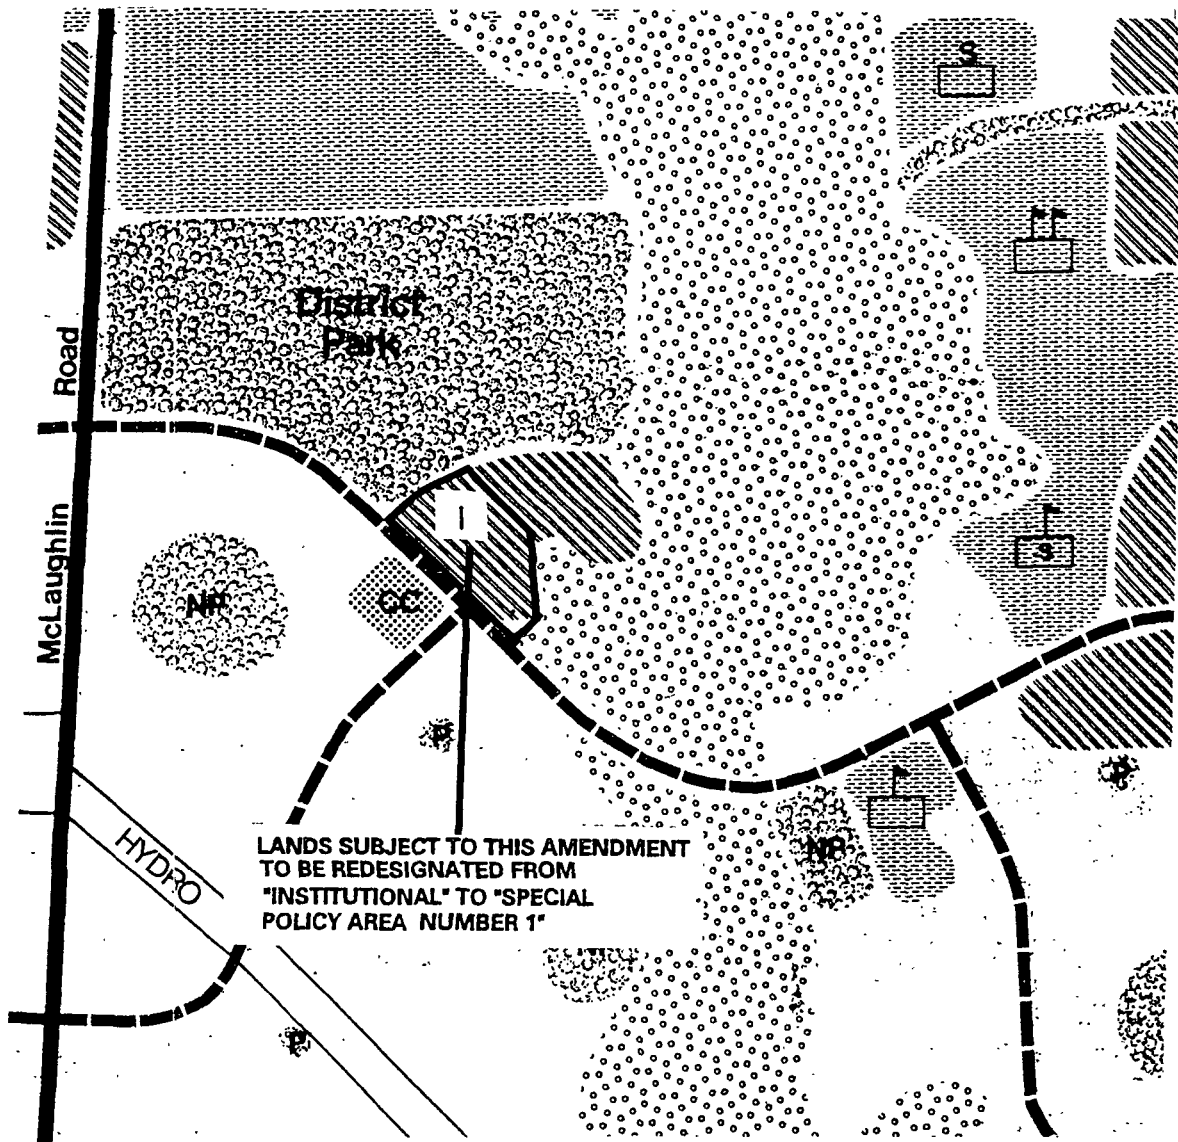 S
District
Park
Road
McLaughlin
I
S
NP
CC
P
P
NP
HYDRO
LANDS SUBJECT TO THIS AMENDMENT
TO BE REDESIGNATED FROM
"INSTITUTIONAL" TO "SPECIAL
POLICY AREA NUMBER 1"
P